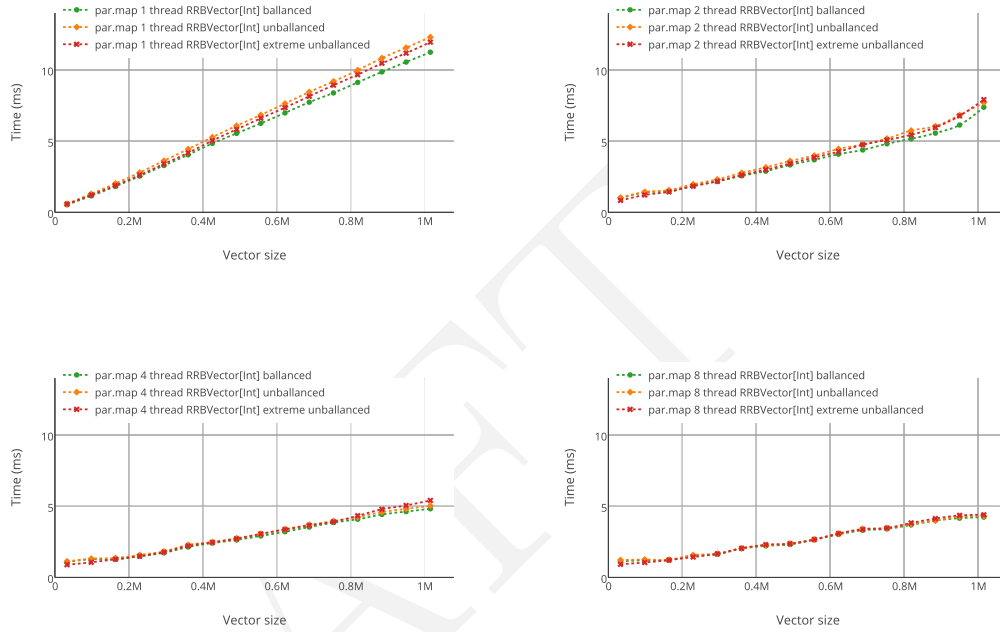 par.map 1 thread RRBVector[Int] ballanced
par.map 1 thread RRBVector[Int] unballanced
par.map 1 thread RRBVector[Int] extreme unballanced
10
5
0
Time (ms)
0 0.2M 0.4M 0.6M 0.8M 1M
Vector size
par.map 2 thread RRBVector[Int] ballanced
par.map 2 thread RRBVector[Int] unballanced
par.map 2 thread RRBVector[Int] extreme unballanced
10
5
0
Time (ms)
0 0.2M 0.4M 0.6M 0.8M 1M
Vector size
par.map 4 thread RRBVector[Int] ballanced
par.map 4 thread RRBVector[Int] unballanced
par.map 4 thread RRBVector[Int] extreme unballanced
10
5
0
Time (ms)
0 0.2M 0.4M 0.6M 0.8M 1M
Vector size
par.map 8 thread RRBVector[Int] ballanced
par.map 8 thread RRBVector[Int] unballanced
par.map 8 thread RRBVector[Int] extreme unballanced
10
5
0
Time (ms)
0 0.2M 0.4M 0.6M 0.8M 1M
Vector size